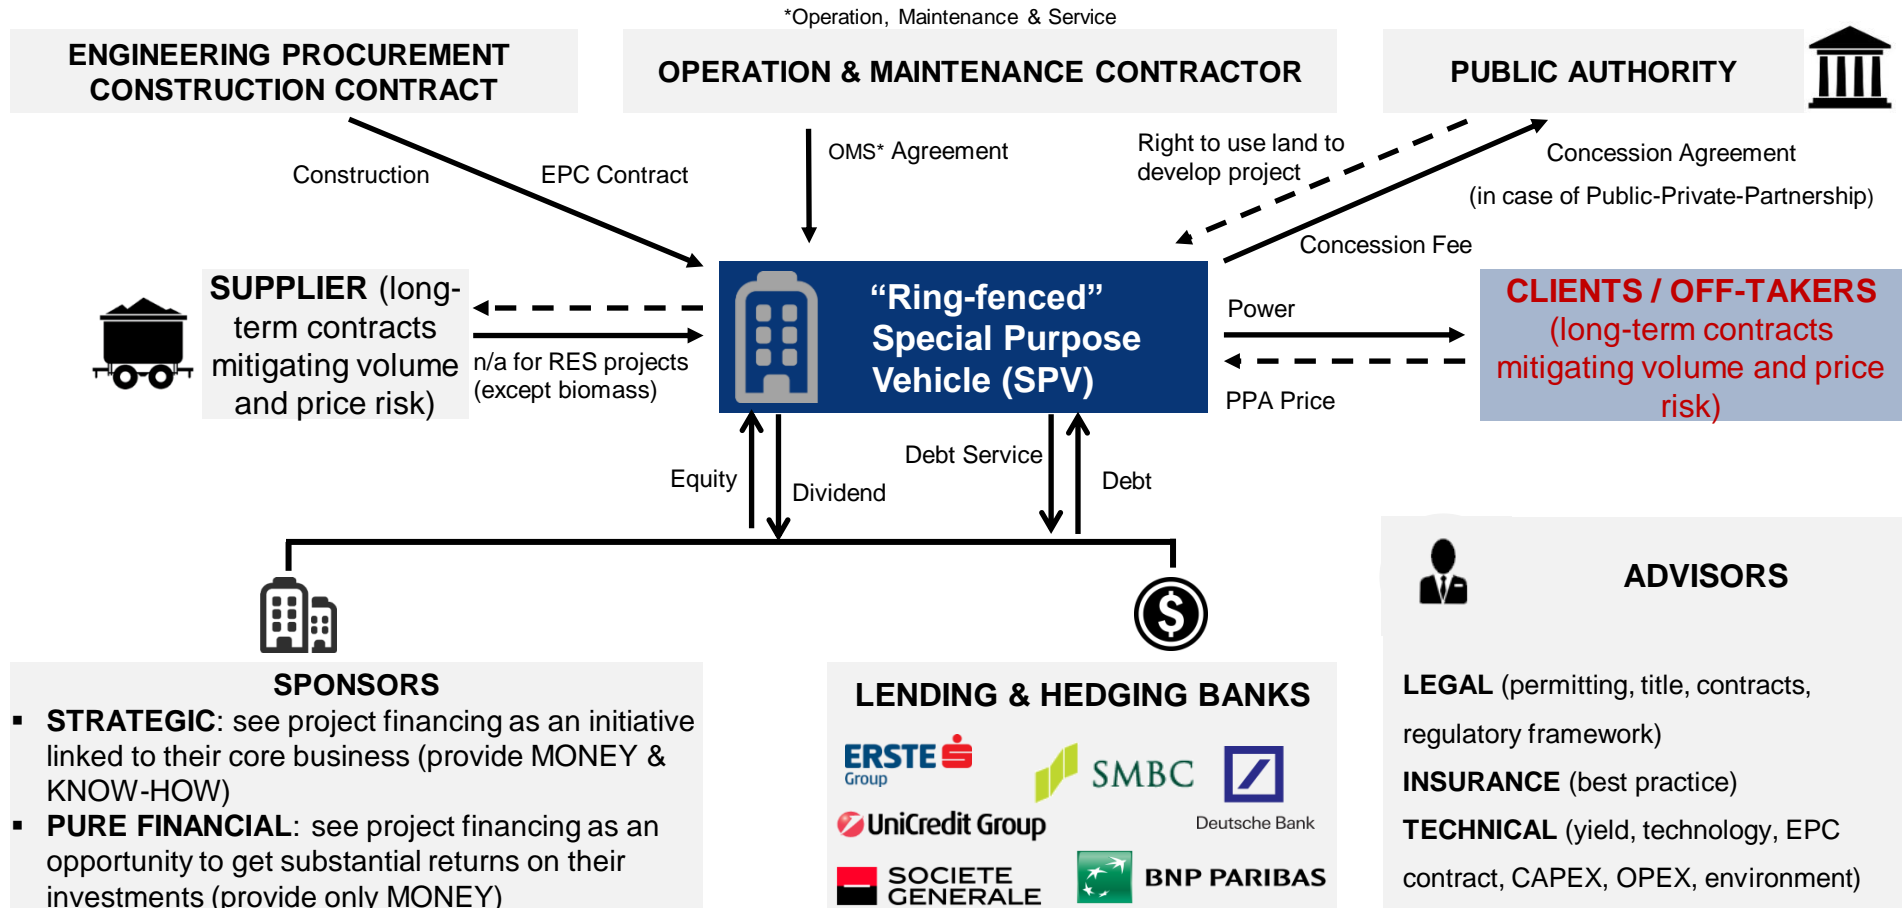 *Operation, Maintenance & Service
ENGINEERING PROCUREMENT
CONSTRUCTION CONTRACT
OPERATION & MAINTENANCE CONTRACTOR
PUBLIC AUTHORITY
Construction
EPC Contract
OMS* Agreement
Right to use land to
develop project
Concession Agreement
(in case of Public-Private-Partnership)
Concession Fee
SUPPLIER (long-
term contracts
mitigating volume
and price risk)
n/a for RES projects
(except biomass)
“Ring-fenced”
Special Purpose
Vehicle (SPV)
Power
PPA Price
CLIENTS / OFF-TAKERS
(long-term contracts
mitigating volume and price
risk)
Equity
Dividend
Debt Service
Debt
SPONSORS
▪ STRATEGIC: see project financing as an initiative
linked to their core business (provide MONEY &
KNOW-HOW)
▪ PURE FINANCIAL: see project financing as an
opportunity to get substantial returns on their
investments (provide only MONEY)
$
LENDING & HEDGING BANKS
ERSTE
Group
SMBC
UniCredit Group
Deutsche Bank
SOCIETE
GENERALE
BNP PARIBAS
ADVISORS
LEGAL (permitting, title, contracts,
regulatory framework)
INSURANCE (best practice)
TECHNICAL (yield, technology, EPC
contract, CAPEX, OPEX, environment)